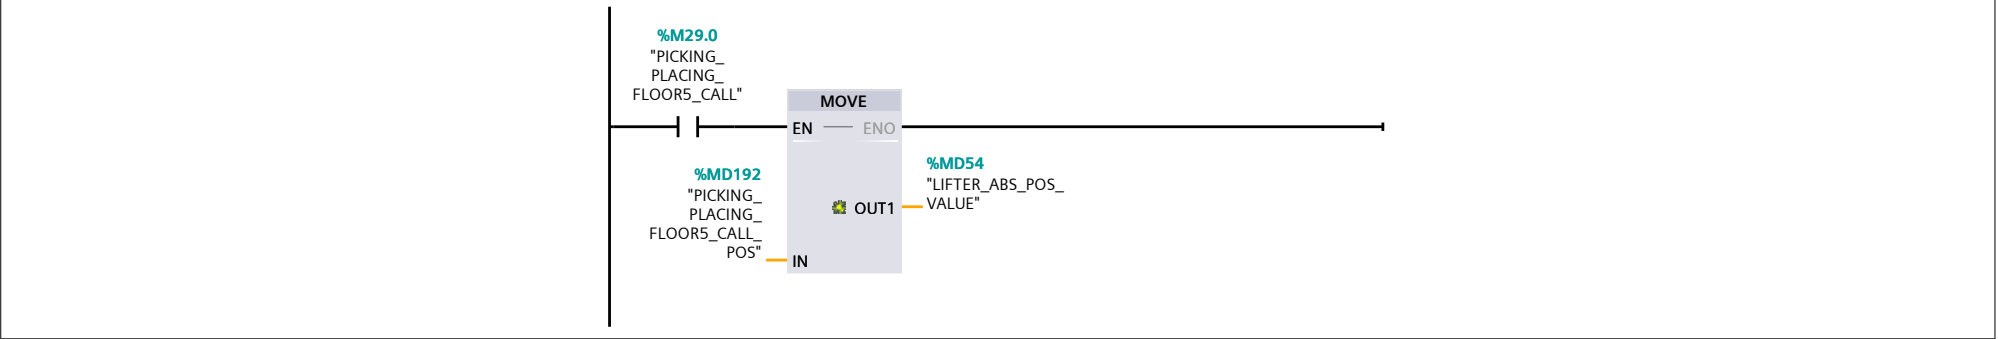 %M29.0
"PICKING_
PLACING_
FLOOR5_CALL"
MOVE
EN
ENO
%MD192
"PICKING_
PLACING_
FLOOR5_CALL_
POS"
IN
OUT1
%MD54
"LIFTER_ABS_POS_
VALUE"